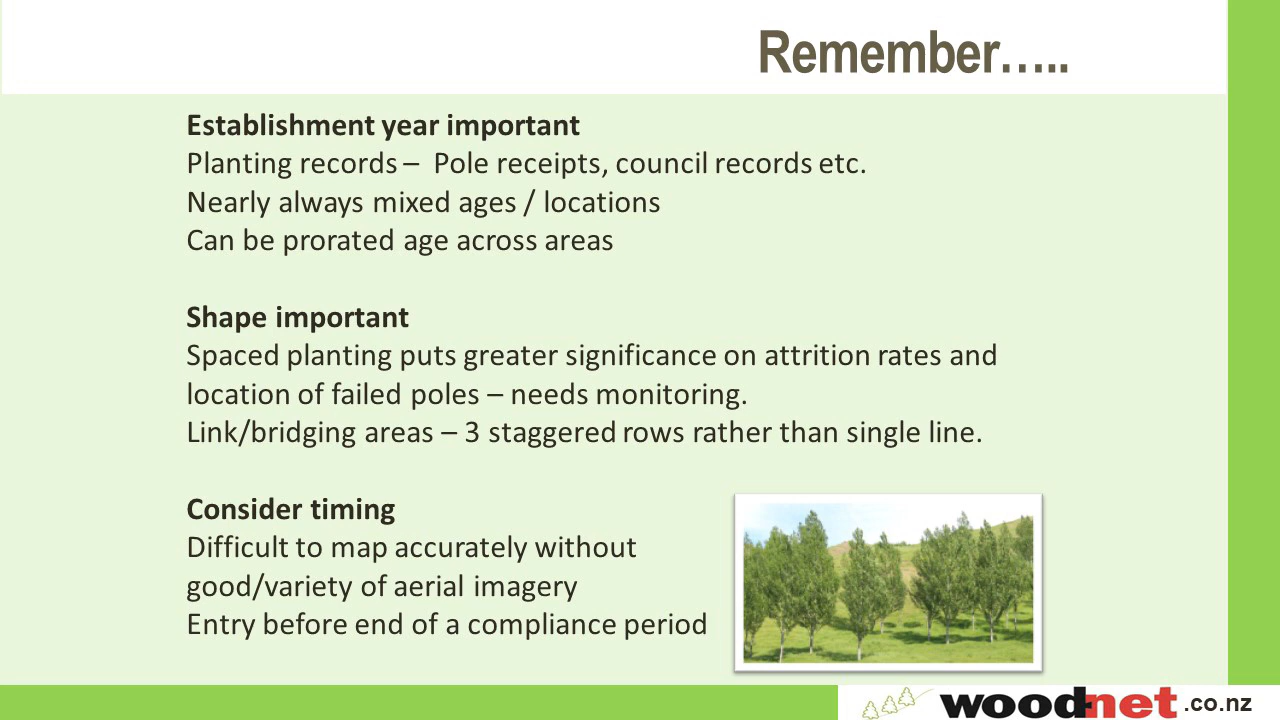 Remember…..
Establishment year important
Planting records – Pole receipts, council records etc.
Nearly always mixed ages / locations
Can be prorated age across areas
Shape important
Spaced planting puts greater significance on attrition rates and
location of failed poles – needs monitoring.
Link/bridging areas – 3 staggered rows rather than single line.
Consider timing
Difficult to map accurately without
good/variety of aerial imagery
Entry before end of a compliance period
woodnet.co.nz